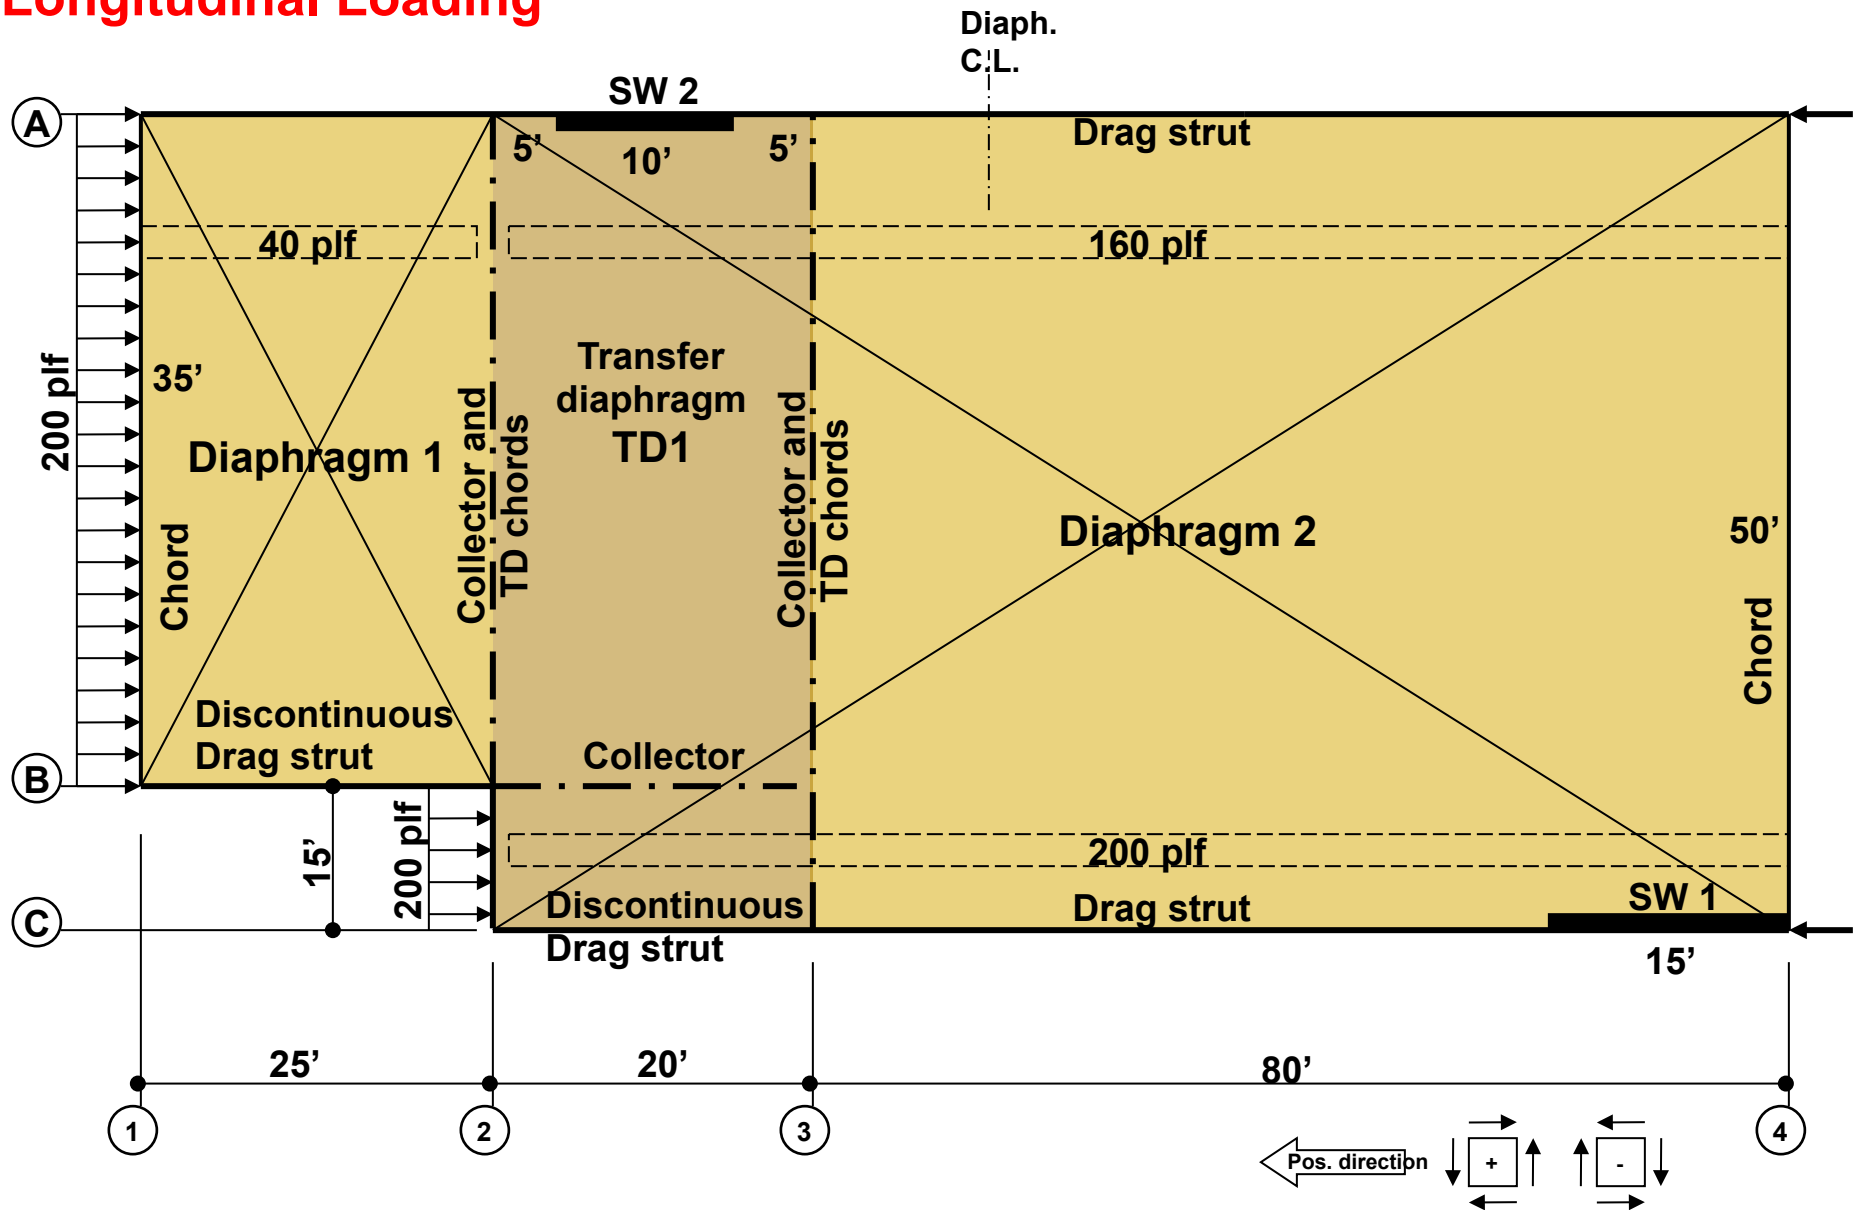 Longitudinal Loading
Diaph.
C.L.
SW 2
A
Drag strut
5'
10'
5'
40 plf
160 plf
200 plf
35'
Transfer
diaphragm
TD1
Collector and
TD chords
Collector and
TD chords
Diaphragm 1
Diaphragm 2
50'
Chord
Chord
Discontinuous
Drag strut
Collector
B
15'
200 plf
200 plf
Discontinuous
Drag strut
Drag strut
SW 1
C
15'
25'
20'
80'
1
2
3
4
Pos. direction
+
-